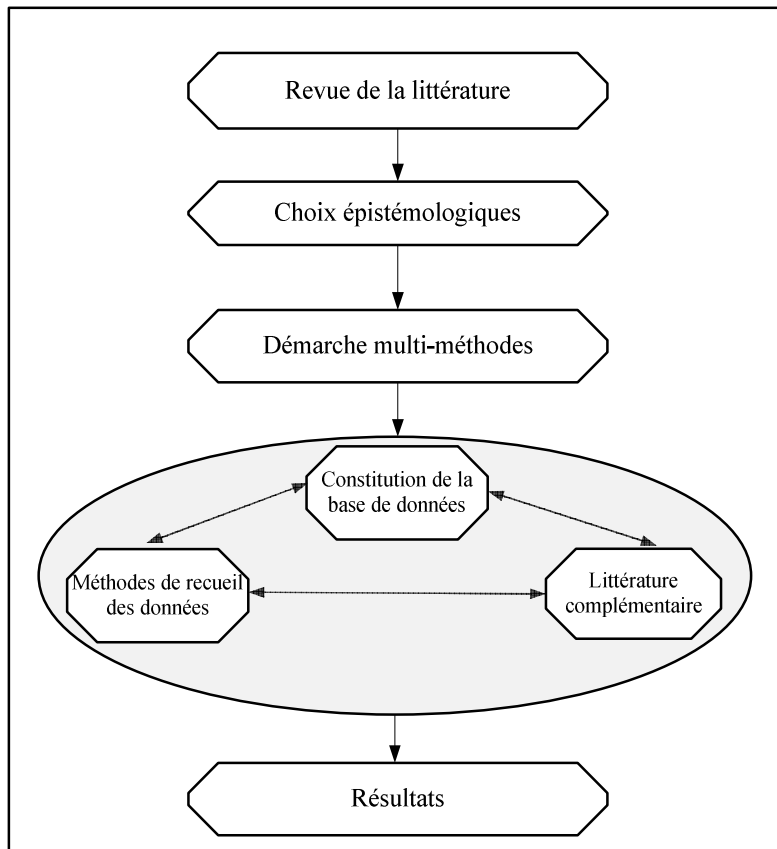 Revue de la littérature
Choix épistémologiques
Démarche multi-méthodes
Constitution de la
base de données
Méthodes de recueil
des données
Littérature
complémentaire
Résultats